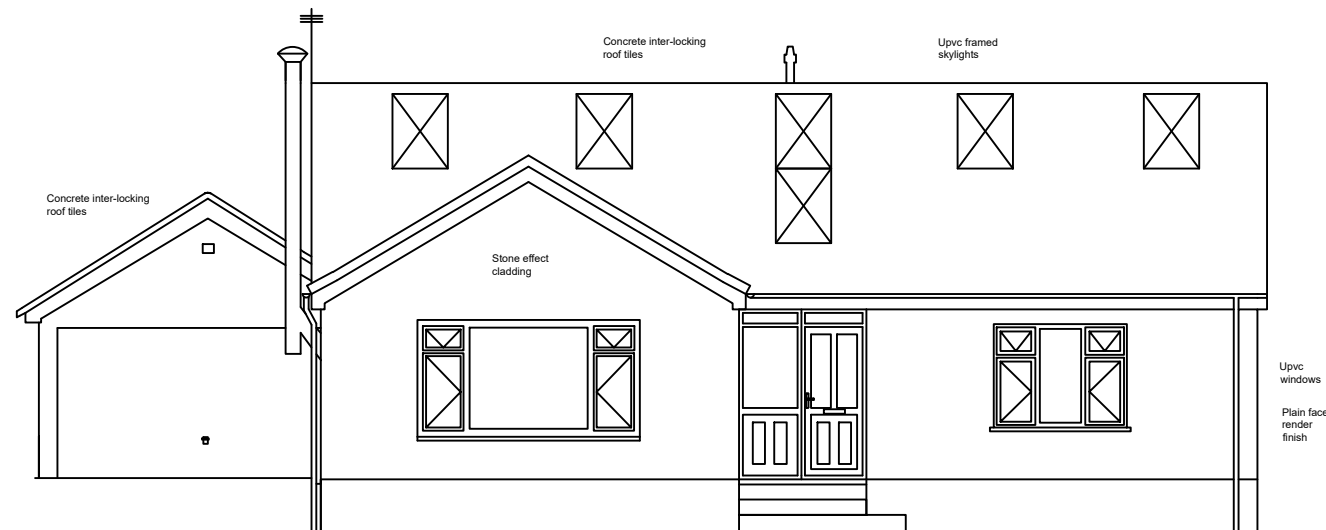 Concrete inter-locking
roof tiles
Upvc framed
skylights
Concrete inter-locking
roof tiles
Stone effect
cladding
Upvc
windows
Plain face
render
finish